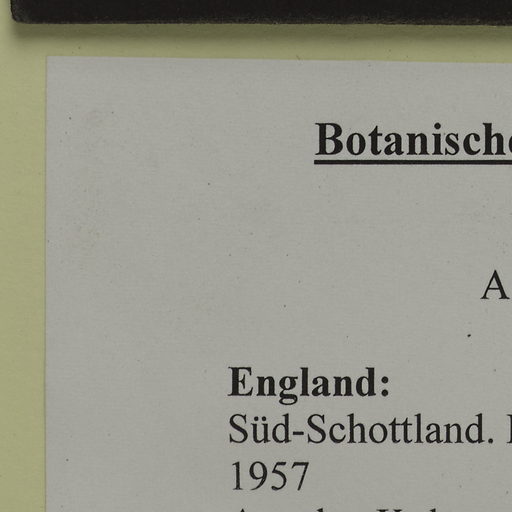 Botanische
A
England:
Süd-Schottland.
1957